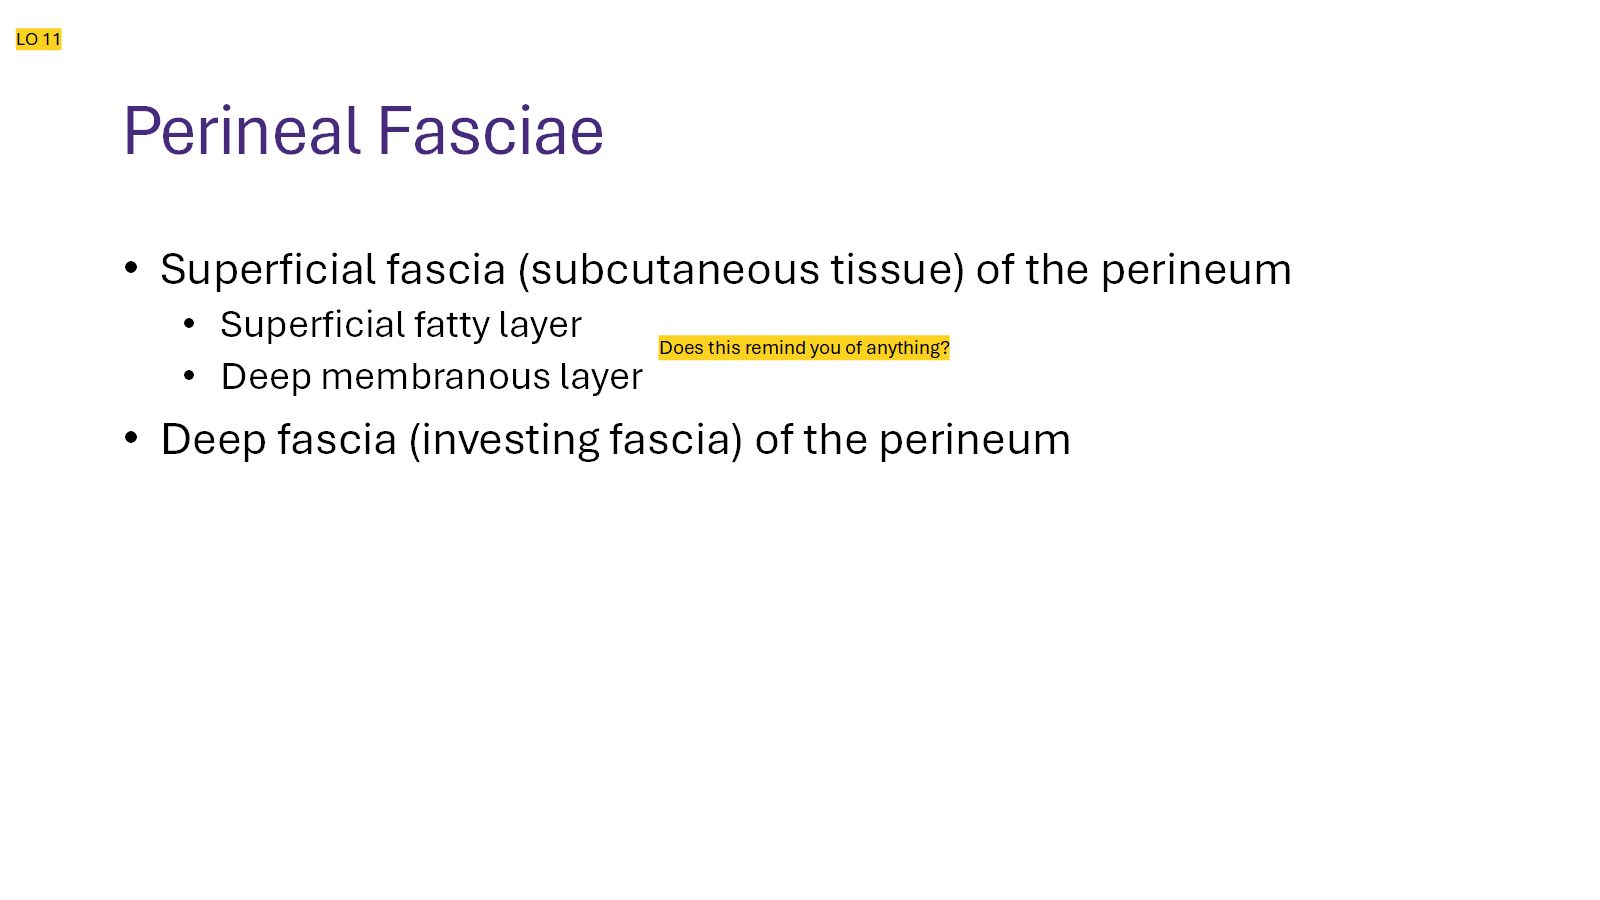 LO 11
Perineal Fasciae
• Superficial fascia (subcutaneous tissue) of the perineum
• Superficial fatty layer
Does this remind you of anything?
• Deep membranous layer
• Deep fascia (investing fascia) of the perineum